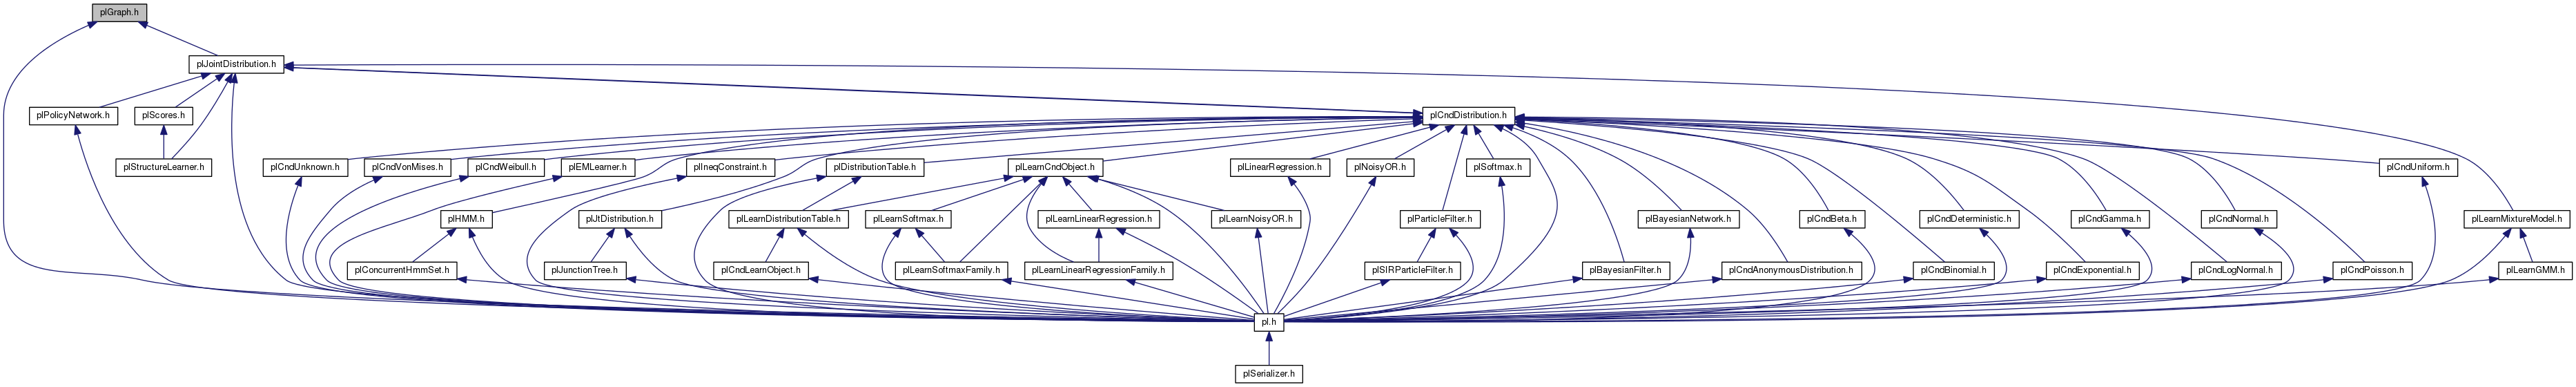 plGraph.h
plJointDistribution.h
plPolicyNetwork.h
plScores.h
plCndDistribution.h
plStructureLearner.h
plCndUnknown.h
plCndVonMises.h
plCndWeibull.h
plEMLearner.h
plIneqConstraint.h
plDistributionTable.h
plLearnCndObject.h
plLinearRegression.h
plNoisyOR.h
plSoftmax.h
plCndUniform.h
plHMM.h
plJtDistribution.h
plLearnDistributionTable.h
plLearnSoftmax.h
plLearnLinearRegression.h
plLearnNoisyOR.h
plParticleFilter.h
plBayesianNetwork.h
plCndBeta.h
plCndDeterministic.h
plCndGamma.h
plCndNormal.h
plLearnMixtureModel.h
plConcurrentHmmSet.h
plJunctionTree.h
plCndLearnObject.h
plLearnSoftmaxFamily.h
plLearnLinearRegressionFamily.h
plSIRParticleFilter.h
plBayesianFilter.h
plCndAnonymousDistribution.h
plCndBinomial.h
plCndExponential.h
plCndLogNormal.h
plCndPoisson.h
plLearnGMM.h
pl.h
plSerializer.h